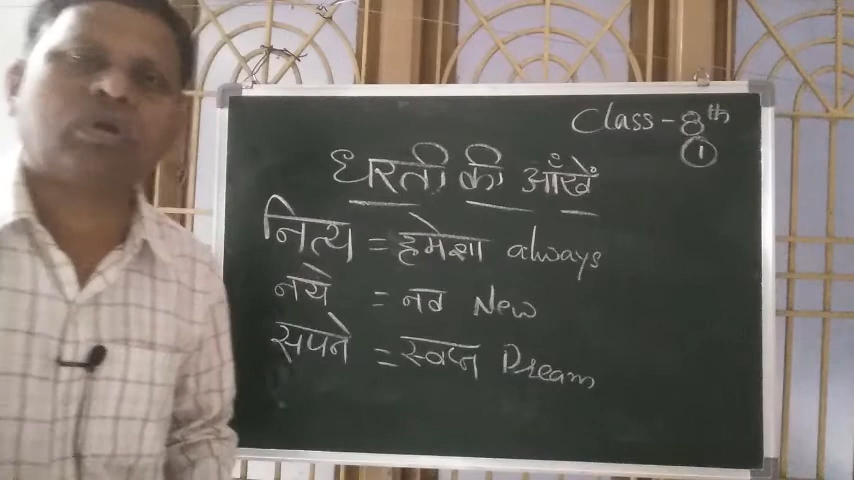 Class - 8th
1
धरती की आँखें
नित्य = हमेशा always
नये = नव New
सपने = स्वप्न Dream